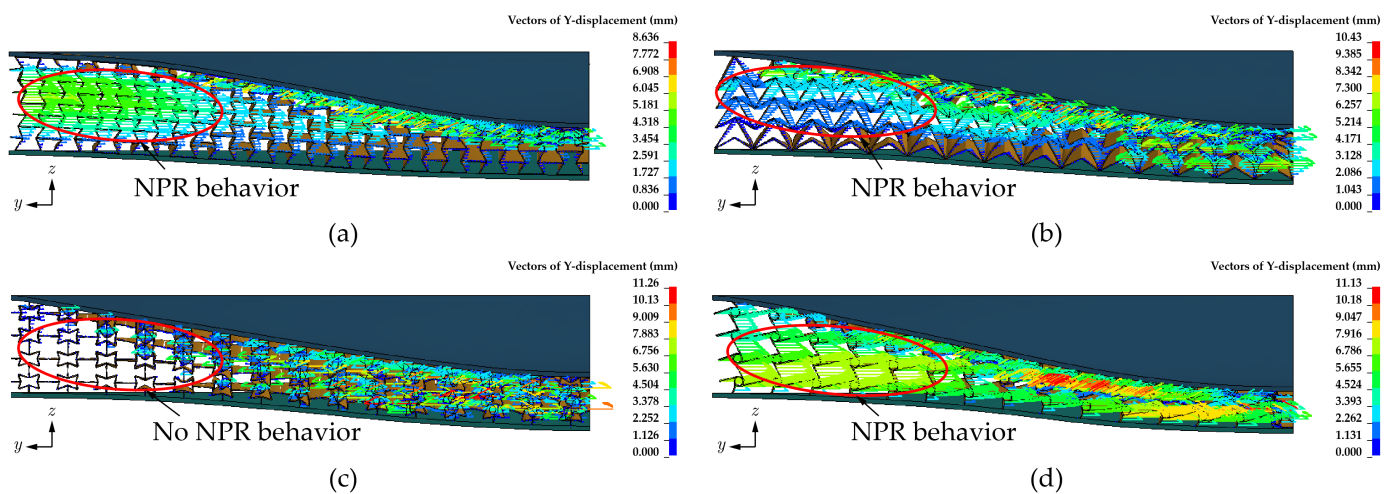 Vectors of Y-displacement (mm)
8.636
7.772
6.908
6.045
5.181
4.318
3.454
2.591
1.727
0.836
0.000
z
y
NPR behavior
(a)
Vectors of Y-displacement (mm)
10.43
9.385
8.342
7.300
6.257
5.214
4.171
3.128
2.086
1.043
0.000
z
y
NPR behavior
(b)
Vectors of Y-displacement (mm)
11.26
10.13
9.009
7.883
6.756
5.630
4.504
3.378
2.252
1.126
0.000
z
y
No NPR behavior
(c)
Vectors of Y-displacement (mm)
11.13
10.18
9.047
7.916
6.786
5.655
4.524
3.393
2.262
1.131
0.000
z
y
NPR behavior
(d)